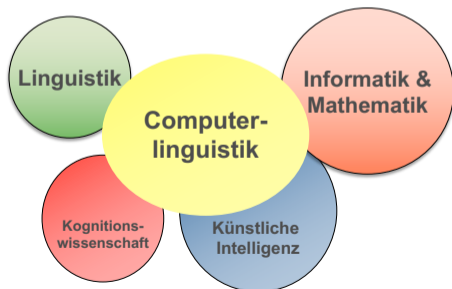 Linguistik
Informatik &
Mathematik
Computer-
linguistik
Kognitions-
wissenschaft
Künstliche
Intelligenz